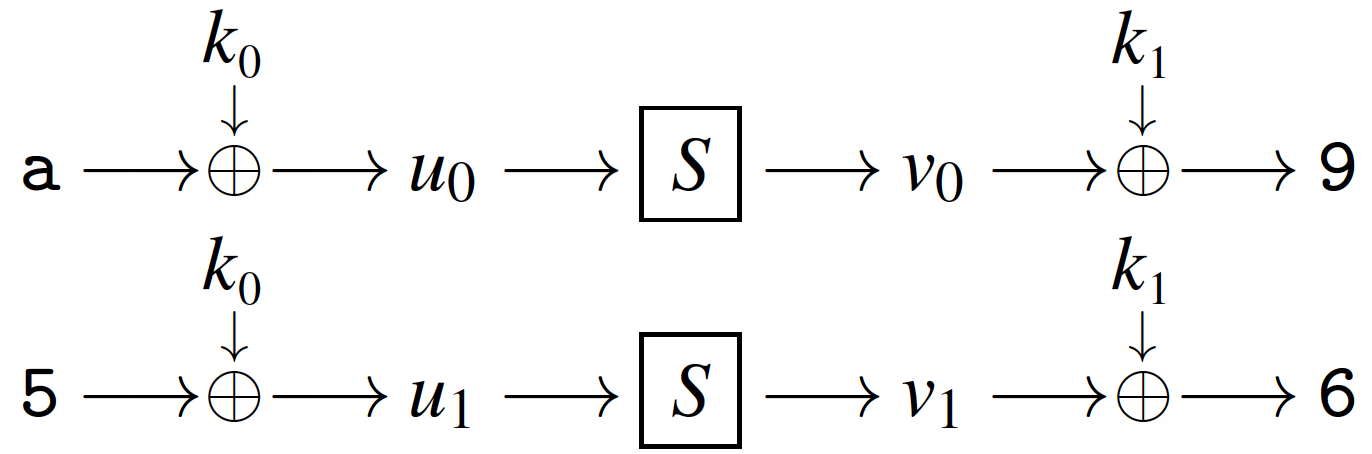 k₀ k₁
a u₀ S v₀ 9
k₀ k₁
5 u₁ S v₁ 6